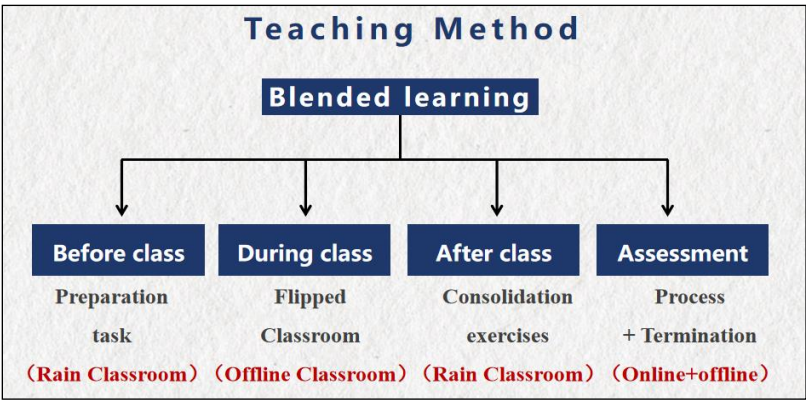 Teaching Method
Blended learning
Before class
During class
After class
Assessment
Preparation
task
（Rain Classroom）
Flipped
Classroom
（Offline Classroom）
Consolidation
exercises
（Rain Classroom）
Process
+ Termination
（Online+offline）